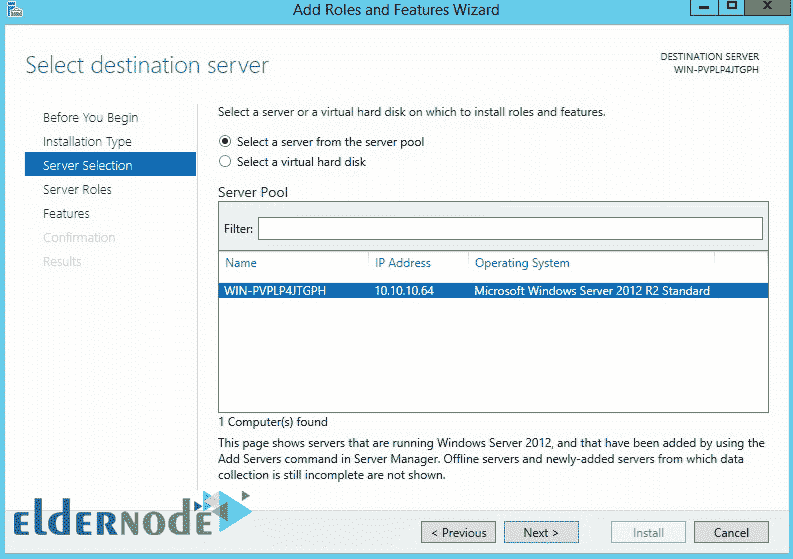 Add Roles and Features Wizard
Select destination server
DESTINATION SERVER
WIN-PVPLP4JTGPH
Before You Begin
Installation Type
Server Selection
Server Roles
Features
Confirmation
Results
Select a server or a virtual hard disk on which to install roles and features.
Select a server from the server pool
Select a virtual hard disk
Server Pool
Filter:
Name IP Address Operating System
WIN-PVPLP4JTGPH 10.10.10.64 Microsoft Windows Server 2012 R2 Standard
1 Computer(s) found
This page shows servers that are running Windows Server 2012, and that have been added by using the
Add Servers command in Server Manager. Offline servers and newly-added servers from which data
collection is still incomplete are not shown.
ELDERNODE
< Previous Next > Install Cancel